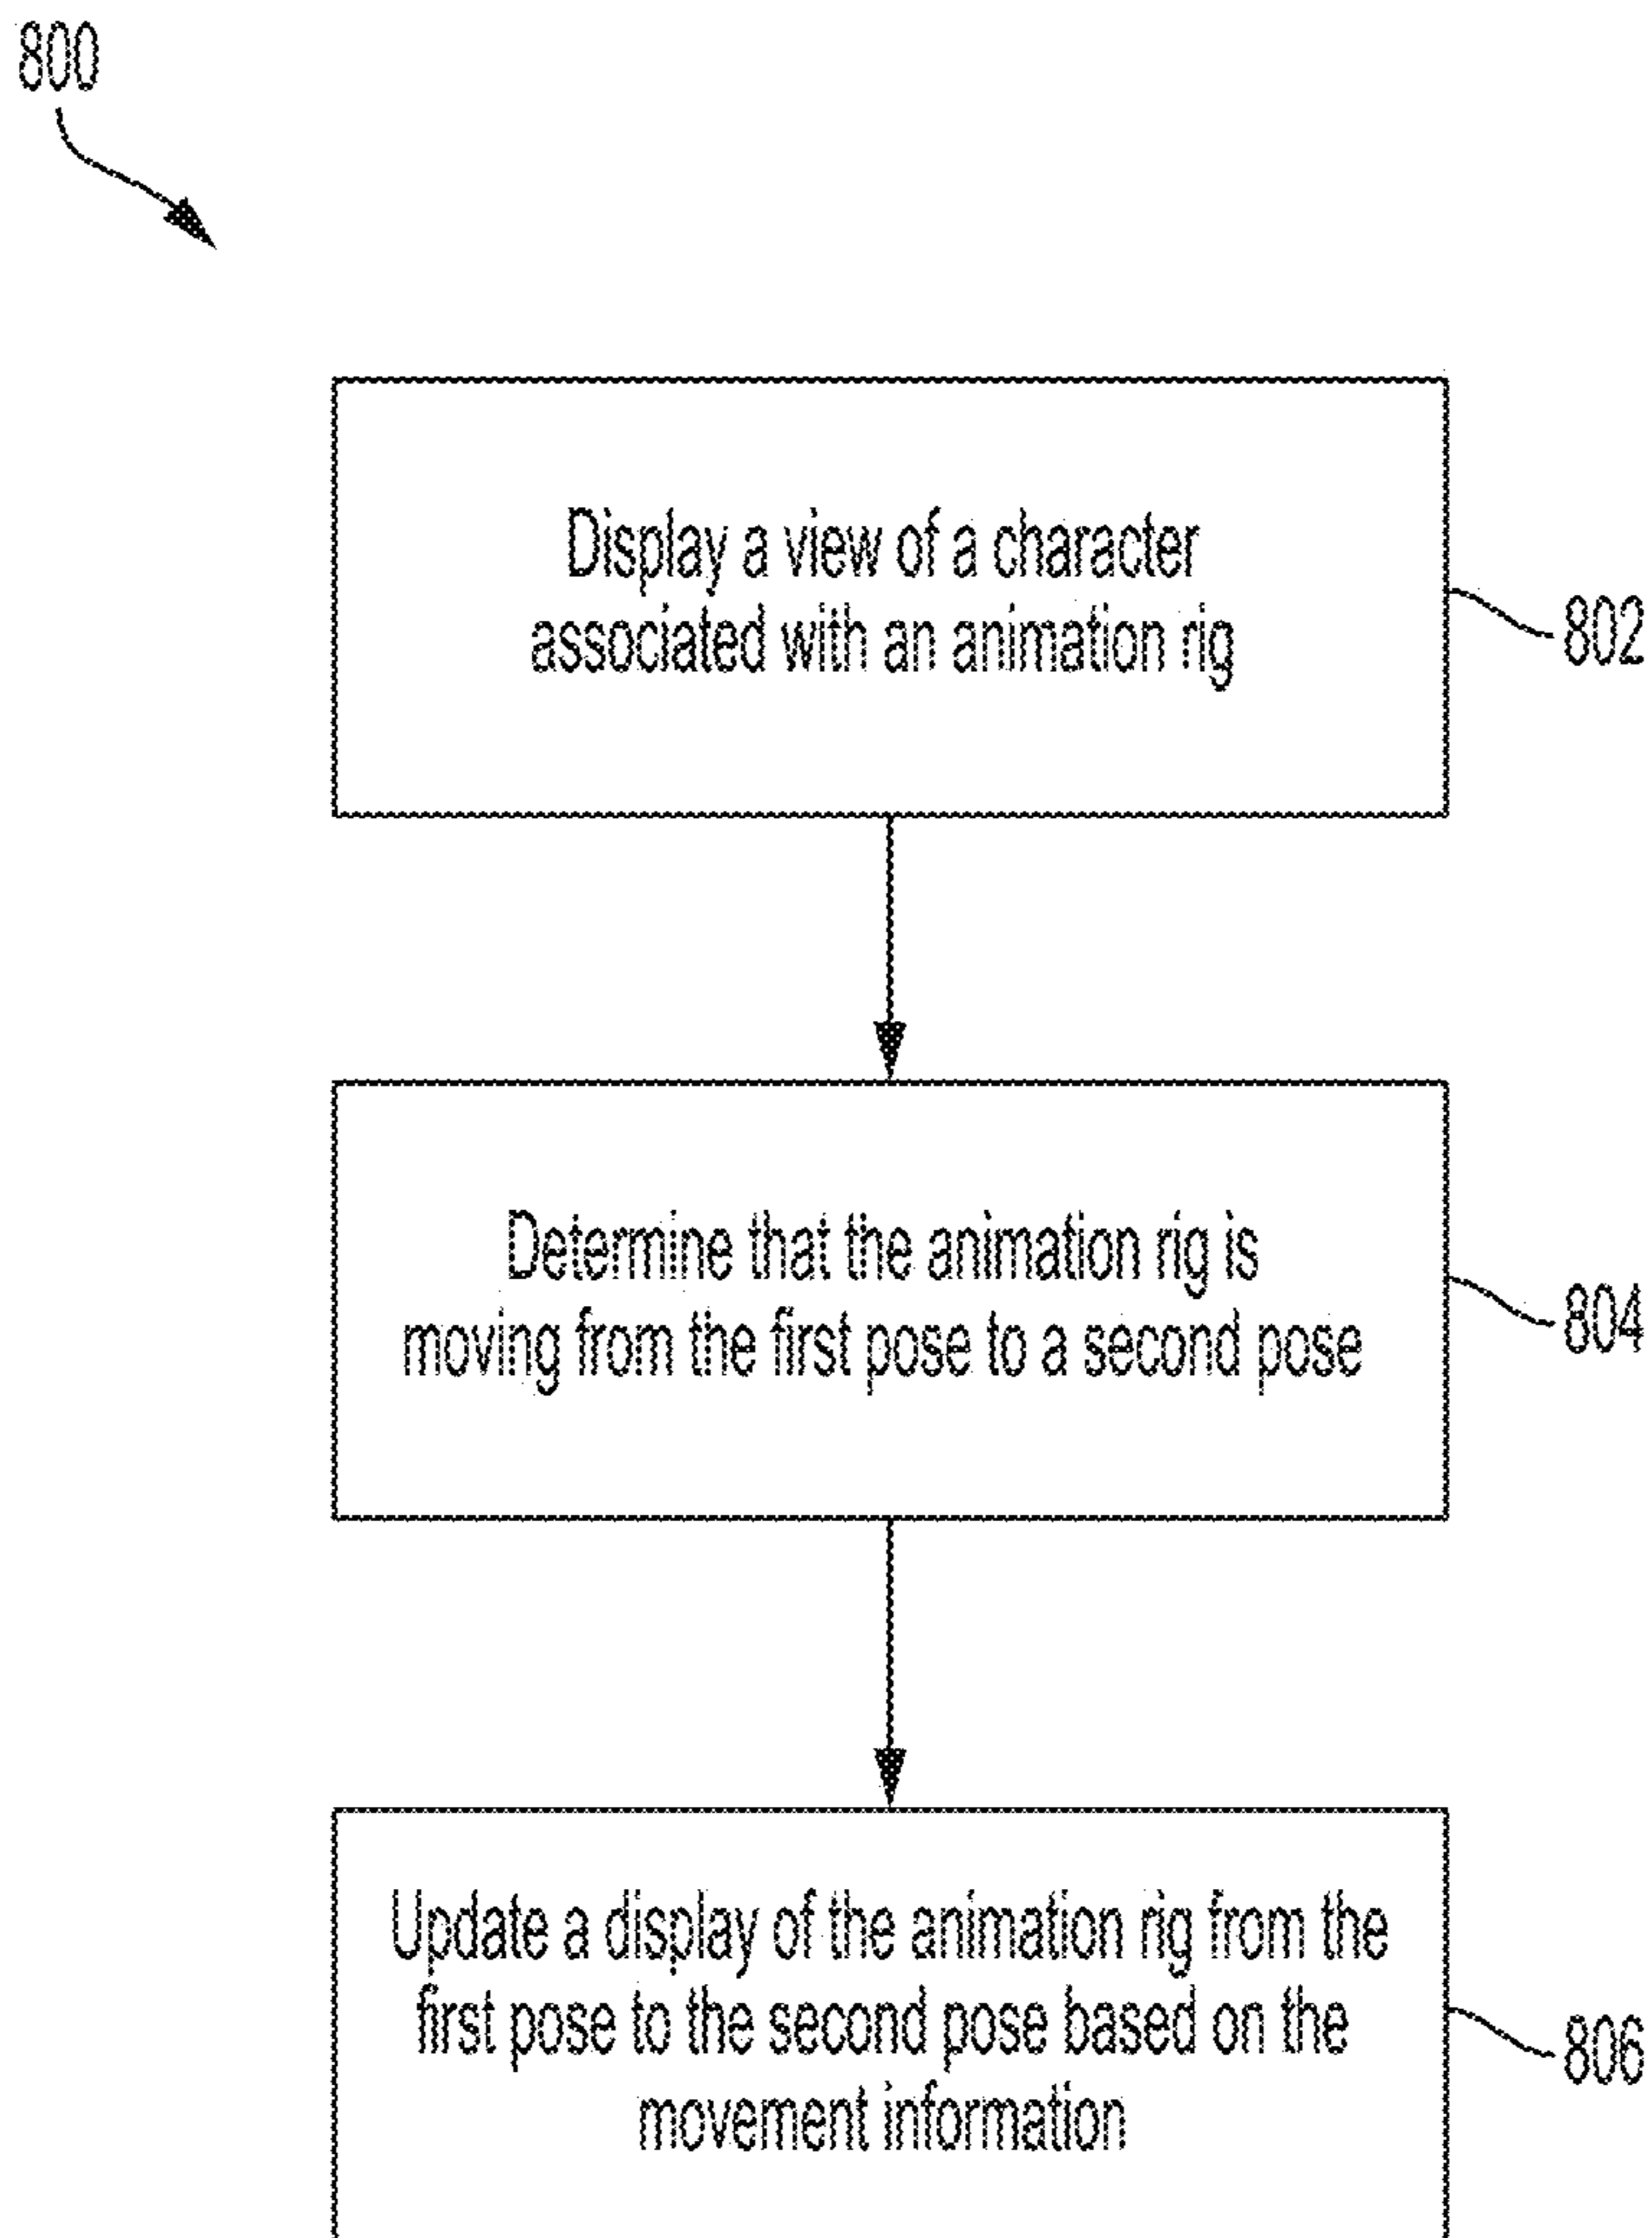 800
Display a view of a character
associated with an animation rig
802
Determine that the animation rig is
moving from the first pose to a second pose
804
Update a display of the animation rig from the
first pose to the second pose based on the
movement information
806